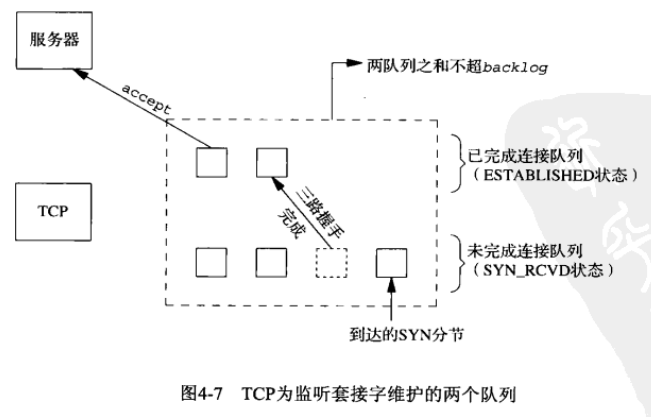 服务器
accept
两队列之和不超backlog
已完成连接队列
（ESTABLISHED状态）
TCP
三路握手
完成
未完成连接队列
（SYN_RCVD状态）
到达的SYN分节
图4-7 TCP为监听套接字维护的两个队列